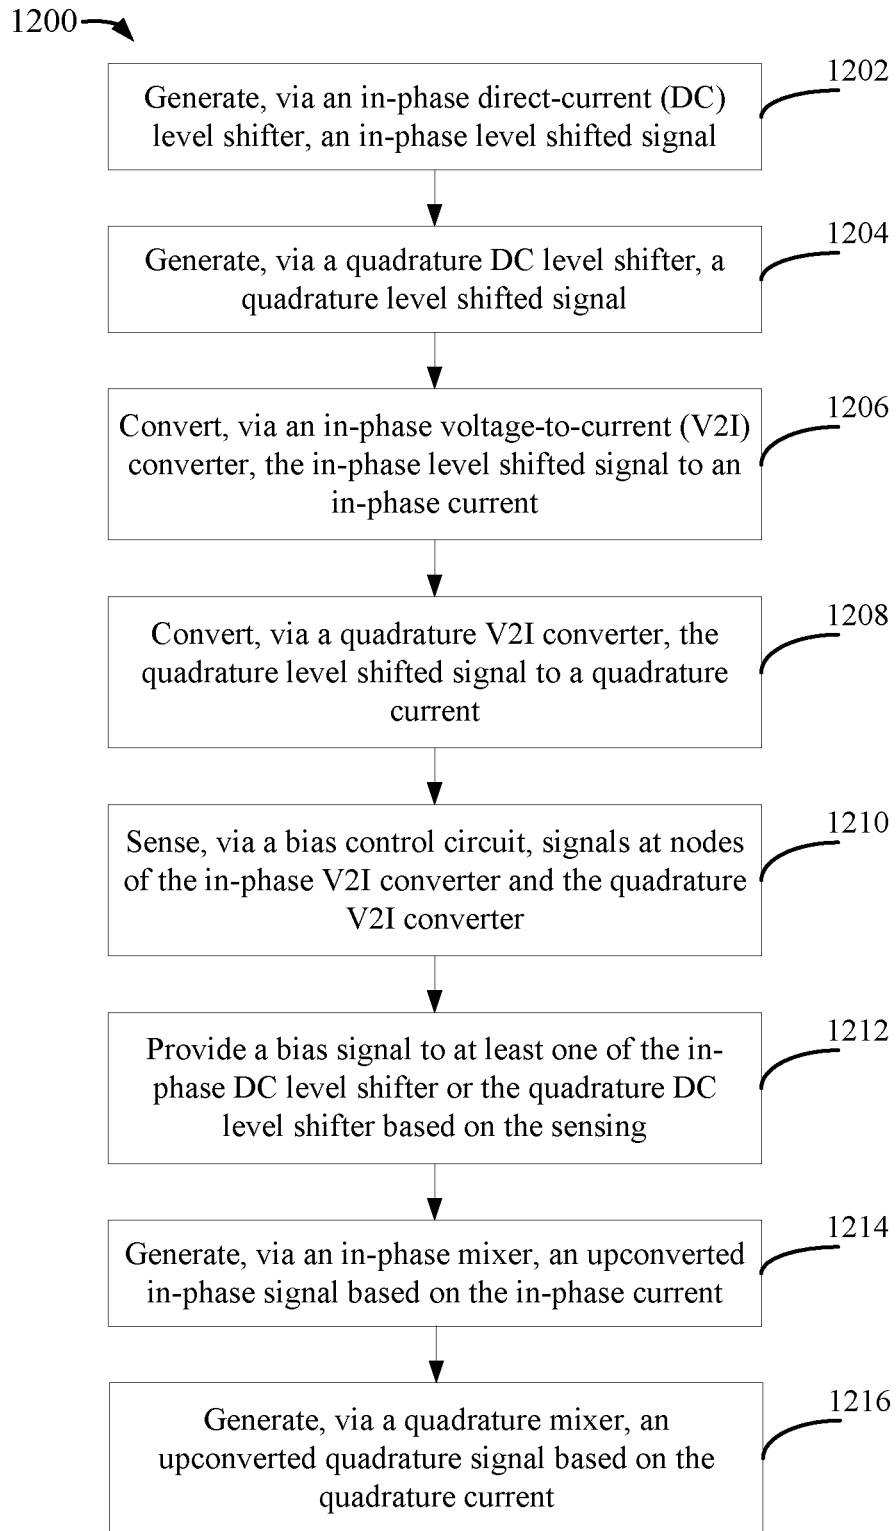 1200
1202
Generate, via an in-phase direct-current (DC)
level shifter, an in-phase level shifted signal
1204
Generate, via a quadrature DC level shifter, a
quadrature level shifted signal
1206
Convert, via an in-phase voltage-to-current (V2I)
converter, the in-phase level shifted signal to an
in-phase current
1208
Convert, via a quadrature V2I converter, the
quadrature level shifted signal to a quadrature
current
1210
Sense, via a bias control circuit, signals at nodes
of the in-phase V2I converter and the quadrature
V2I converter
1212
Provide a bias signal to at least one of the in-
phase DC level shifter or the quadrature DC
level shifter based on the sensing
1214
Generate, via an in-phase mixer, an upconverted
in-phase signal based on the in-phase current
1216
Generate, via a quadrature mixer, an
upconverted quadrature signal based on the
quadrature current